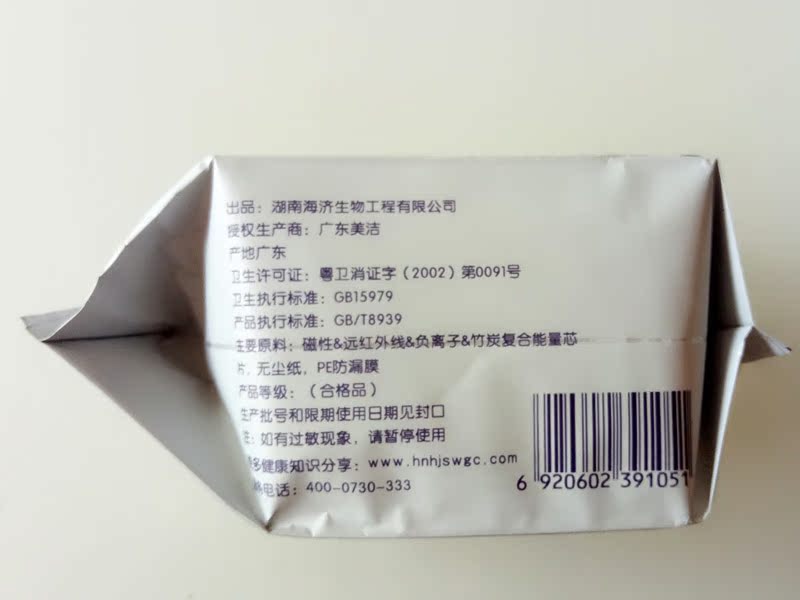 出品：湖南海济生物工程有限公司
授权生产商：广东美洁
产地广东
卫生许可证：粤卫消证字（2002）第0091号
卫生执行标准：GB15979
产品执行标准：GB/T8939
主要原料：磁性&远红外线&负离子&竹炭复合能量芯
片，无尘纸，PE防漏膜
产品等级：（合格品）
生产批号和限期使用日期见封口
注：如有过敏现象，请暂停使用
多健康知识分享：www.hnhjswgc.com
电话：400-0730-333
6 920602 391051